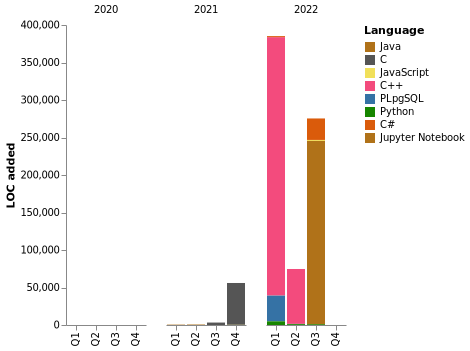 2020 2021 2022
Language
Java
C
JavaScript
C++
PLpgSQL
Python
C#
Jupyter Notebook
LOC added
400,000
350,000
300,000
250,000
200,000
150,000
100,000
50,000
0
Q1 Q2 Q3 Q4 Q1 Q2 Q3 Q4 Q1 Q2 Q3 Q4